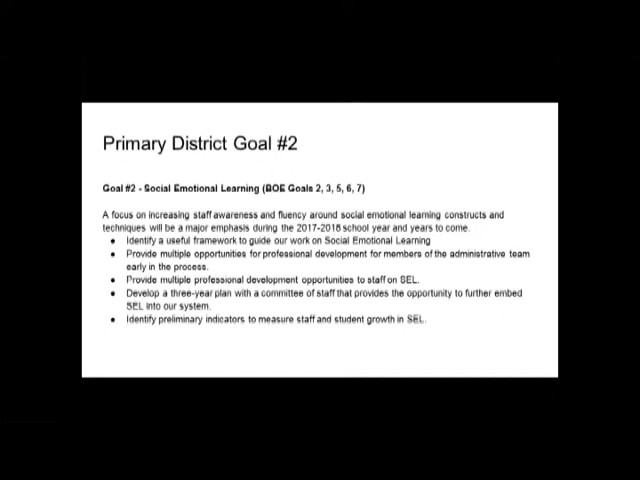 Primary District Goal #2
Goal #2 - Social Emotional Learning (BOE Goals 2, 3, 5, 6, 7)
A focus on increasing staff awareness and fluency around social emotional learning constructs and
techniques will be a major emphasis during the 2017-2018 school year and years to come.
● Identify a useful framework to guide our work on Social Emotional Learning
● Provide multiple opportunities for professional development for members of the administrative team
early in the process.
● Provide multiple professional development opportunities to staff on SEL.
● Develop a three-year plan with a committee of staff that provides the opportunity to further embed
SEL into our system.
● Identify preliminary indicators to measure staff and student growth in SEL.